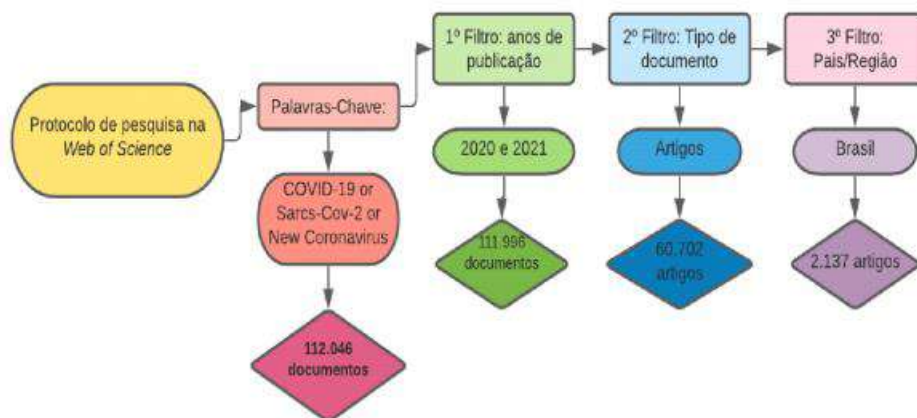 Protocolo de pesquisa na
Web of Science
Palavras-Chave:
COVID-19 or
Sarcs-Cov-2 or
New Coronavirus
112.046
documentos
1º Filtro: anos de
publicação
2020 e 2021
111.996
documentos
2º Filtro: Tipo de
documento
Artigos
60.702
artigos
3º Filtro:
Pais/Região
Brasil
2.137 artigos